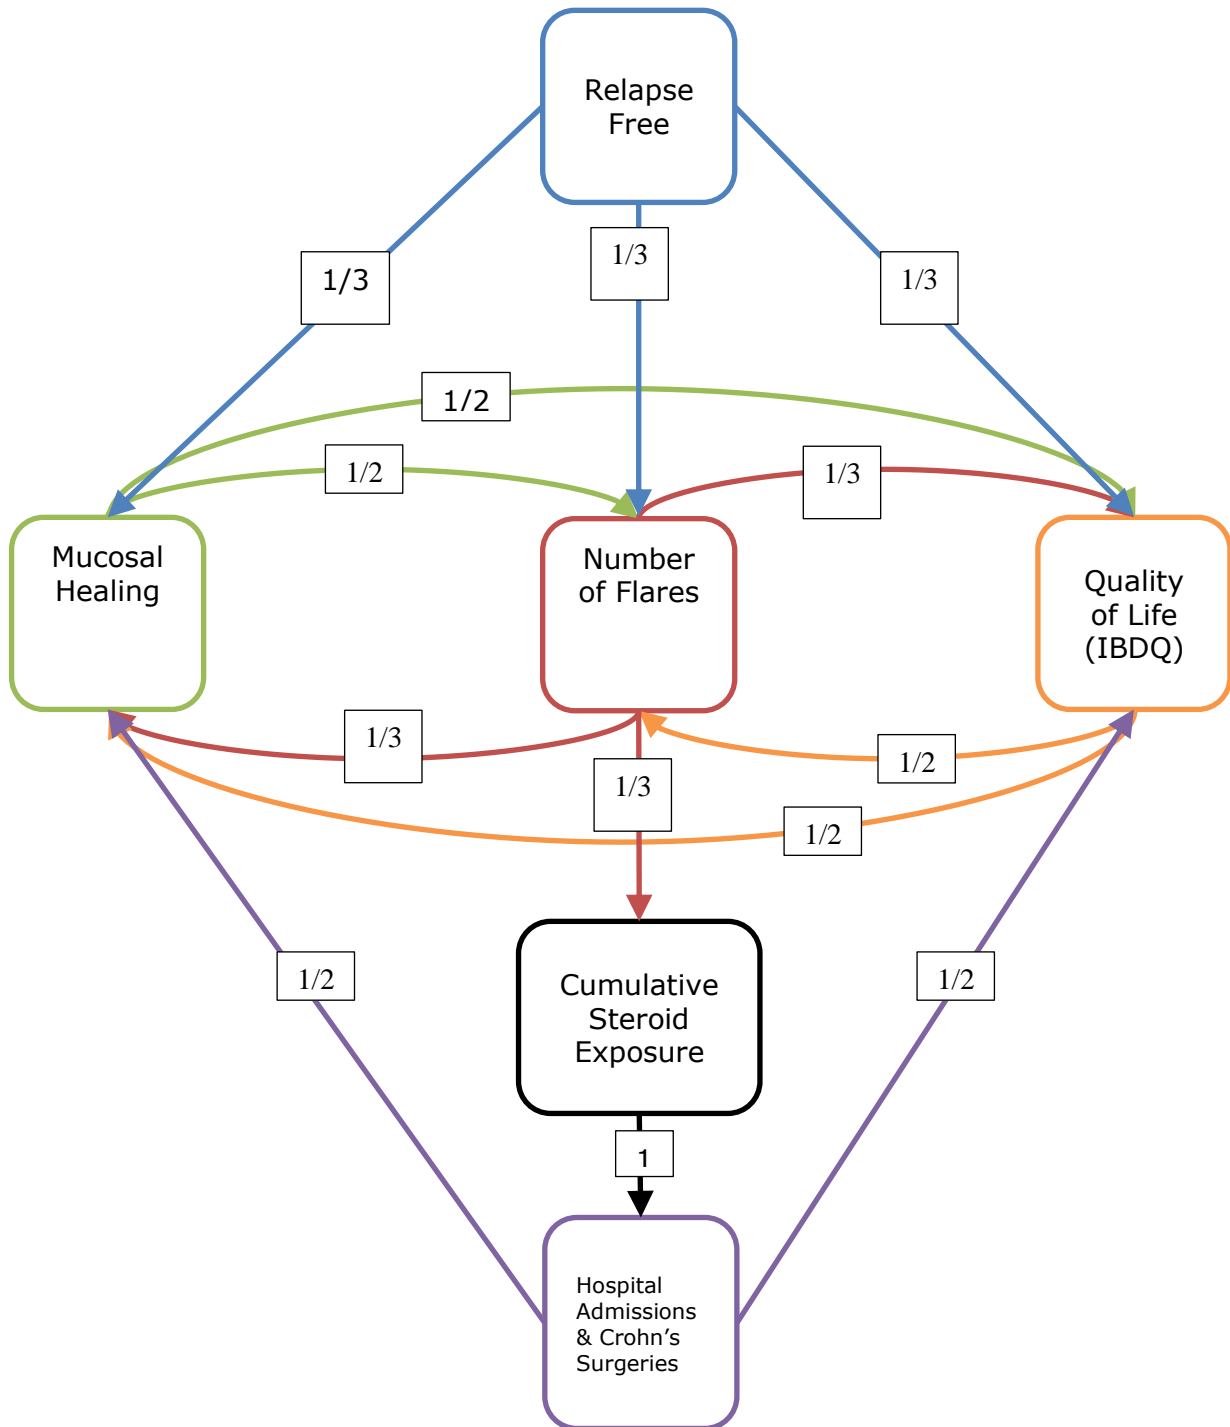 Relapse
Free
1/3
1/3
1/3
1/2
1/2
1/3
Mucosal
Healing
Number
of Flares
Quality
of Life
(IBDQ)
1/3
1/3
1/2
1/2
Cumulative
Steroid
Exposure
1/2
1/2
1
Hospital
Admissions
& Crohn’s
Surgeries